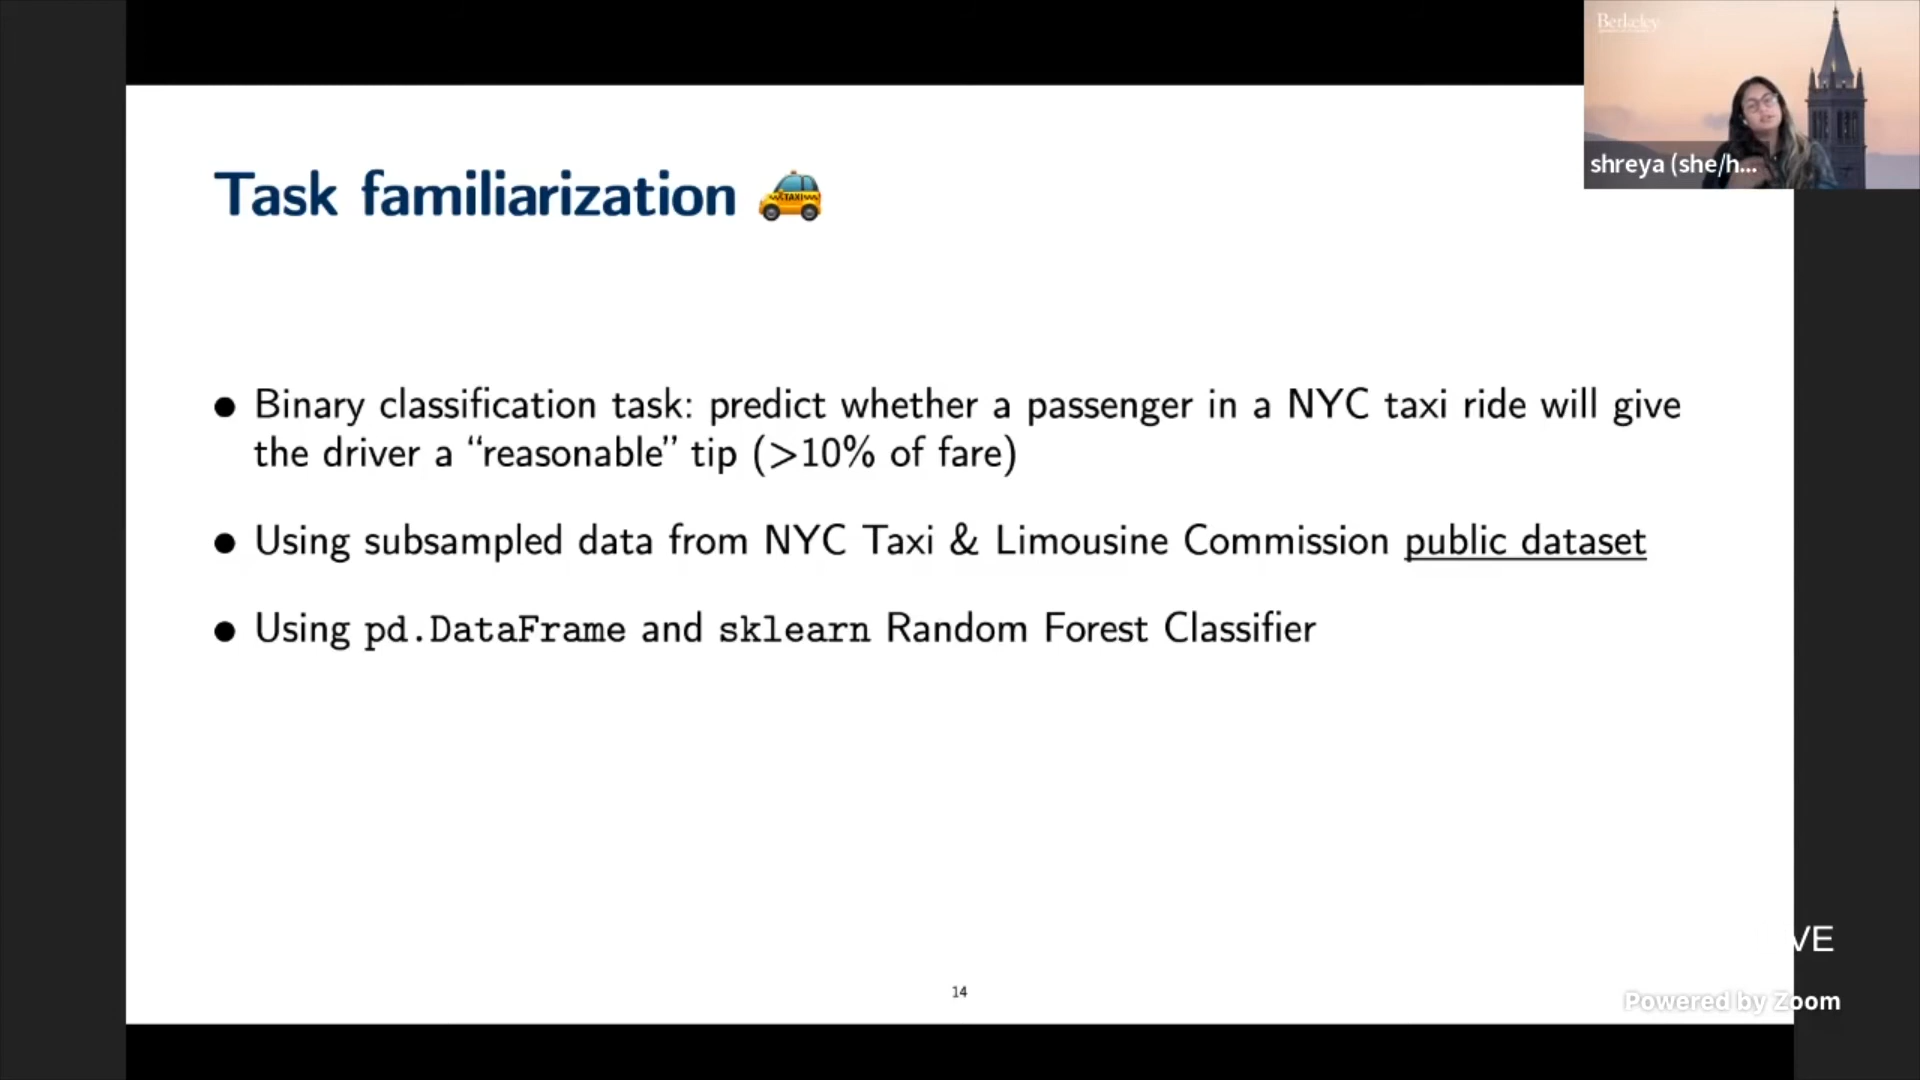 Berkeley
shreya (she/h...
Task familiarization
TAXI
● Binary classification task: predict whether a passenger in a NYC taxi ride will give
the driver a “reasonable” tip (>10% of fare)
● Using subsampled data from NYC Taxi & Limousine Commission public dataset
● Using pd.DataFrame and sklearn Random Forest Classifier
VE
14
Powered by Zoom